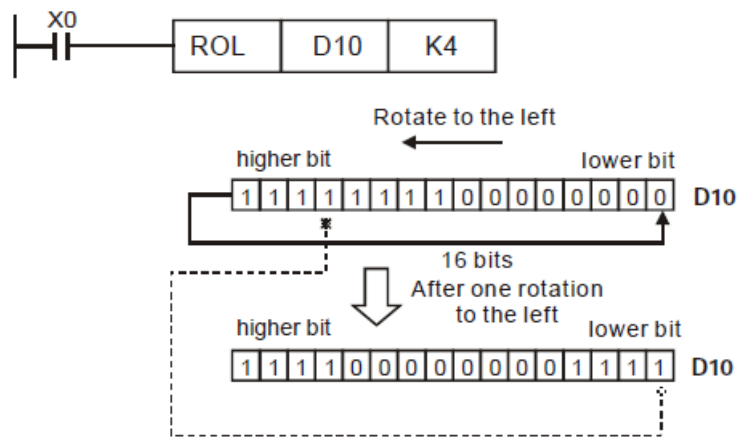 X0
ROL D10 K4
Rotate to the left
higher bit lower bit
1 1 1 1 1 1 1 1 0 0 0 0 0 0 0 0 D10
16 bits
After one rotation
to the left
higher bit lower bit
1 1 1 1 0 0 0 0 0 0 0 0 1 1 1 1 D10